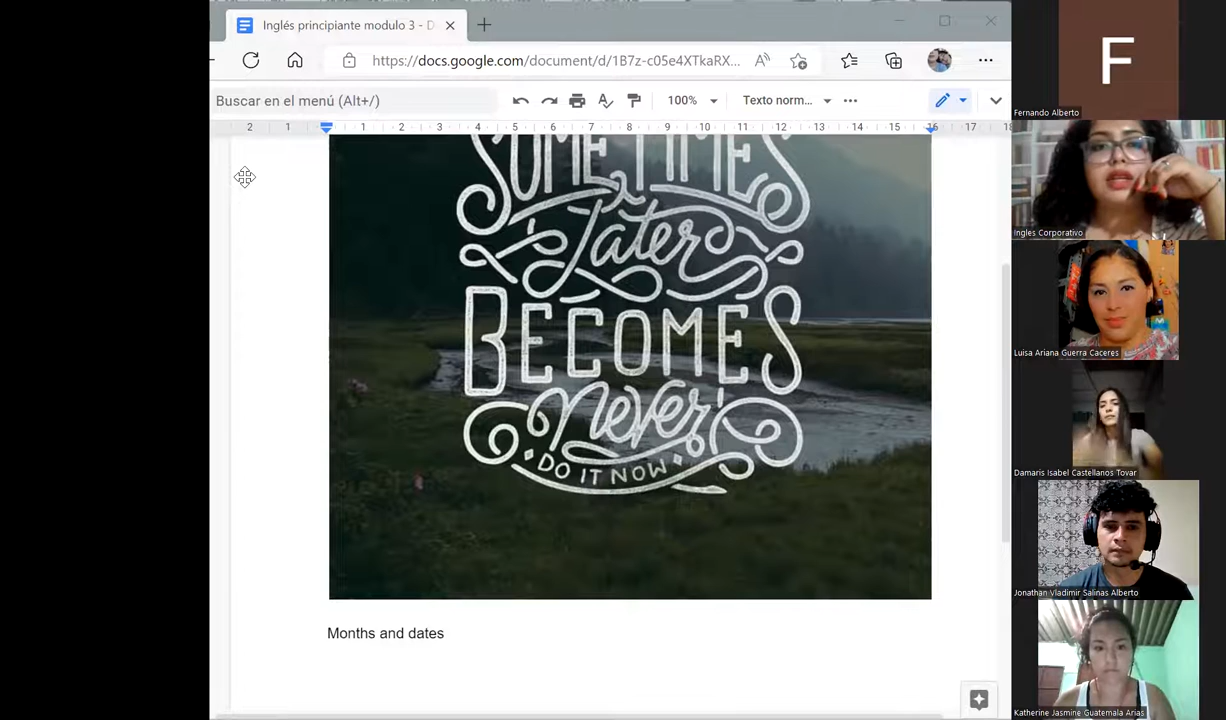 Inglés principiante modulo 3 - D
https://docs.google.com/document/d/1B7z-c05e4XTkaRX...
Buscar en el menú (Alt+/)
100%
Texto norm...
2 1 1 2 3 4 5 6 7 8 9 10 11 12 13 14 15 16 17 18
SOMETIMES
later
BECOMES
never
DO IT NOW
Months and dates
F
Fernando Alberto
Ingles Corporativo
Luisa Ariana Guerra Caceres
Damaris Isabel Castellanos Tovar
Jonathan Vladimir Salinas Alberto
Katherine Jasmine Guatemala Arias